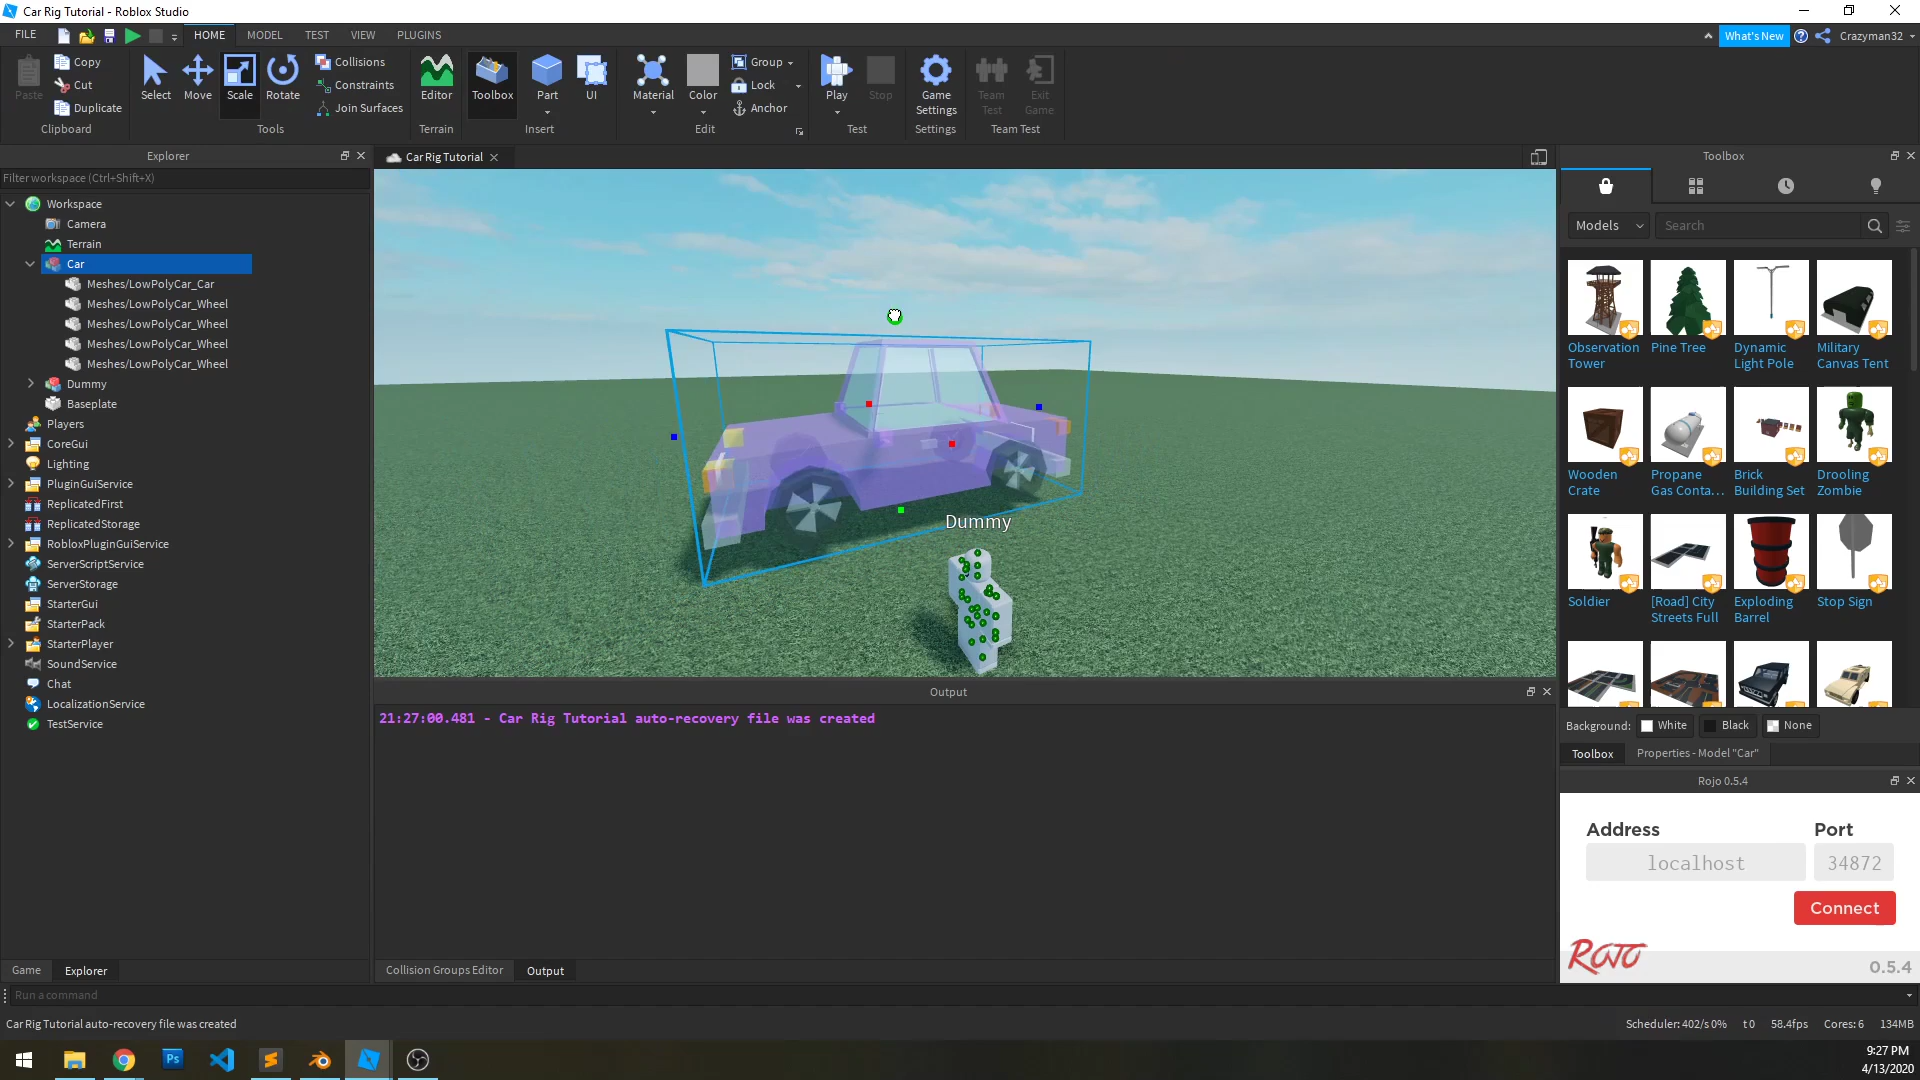 Car Rig Tutorial - Roblox Studio
FILE
HOME
MODEL
TEST
VIEW
PLUGINS
What's New
Crazyman32
Paste
Copy
Cut
Duplicate
Clipboard
Select
Move
Scale
Rotate
Collisions
Constraints
Join Surfaces
Tools
Editor
Terrain
Toolbox
Part
UI
Insert
Material
Color
Group
Lock
Anchor
Edit
Play
Stop
Test
Game
Settings
Settings
Team
Test
Exit
Game
Team Test
Explorer
Filter workspace (Ctrl+Shift+X)
Workspace
Camera
Terrain
Car
Meshes/LowPolyCar_Car
Meshes/LowPolyCar_Wheel
Meshes/LowPolyCar_Wheel
Meshes/LowPolyCar_Wheel
Meshes/LowPolyCar_Wheel
Dummy
Baseplate
Players
CoreGui
Lighting
PluginGuiService
ReplicatedFirst
ReplicatedStorage
RobloxPluginGuiService
ServerScriptService
ServerStorage
StarterGui
StarterPack
StarterPlayer
SoundService
Chat
LocalizationService
TestService
Game
Explorer
Car Rig Tutorial
Dummy
Output
21:27:00.481 - Car Rig Tutorial auto-recovery file was created
Collision Groups Editor
Output
Toolbox
Models
Search
Observation
Tower
Pine Tree
Dynamic
Light Pole
Military
Canvas Tent
Wooden
Crate
Propane
Gas Conta...
Brick
Building Set
Drooling
Zombie
Soldier
[Road] City
Streets Full
Exploding
Barrel
Stop Sign
Background:
White
Black
None
Toolbox
Properties - Model "Car"
Rojo 0.5.4
Address
Port
localhost
34872
Connect
ROJO
0.5.4
Run a command
Car Rig Tutorial auto-recovery file was created
Scheduler: 402/s 0%
t 0
58.4fps
Cores: 6
134MB
Ps
9:27 PM
4/13/2020